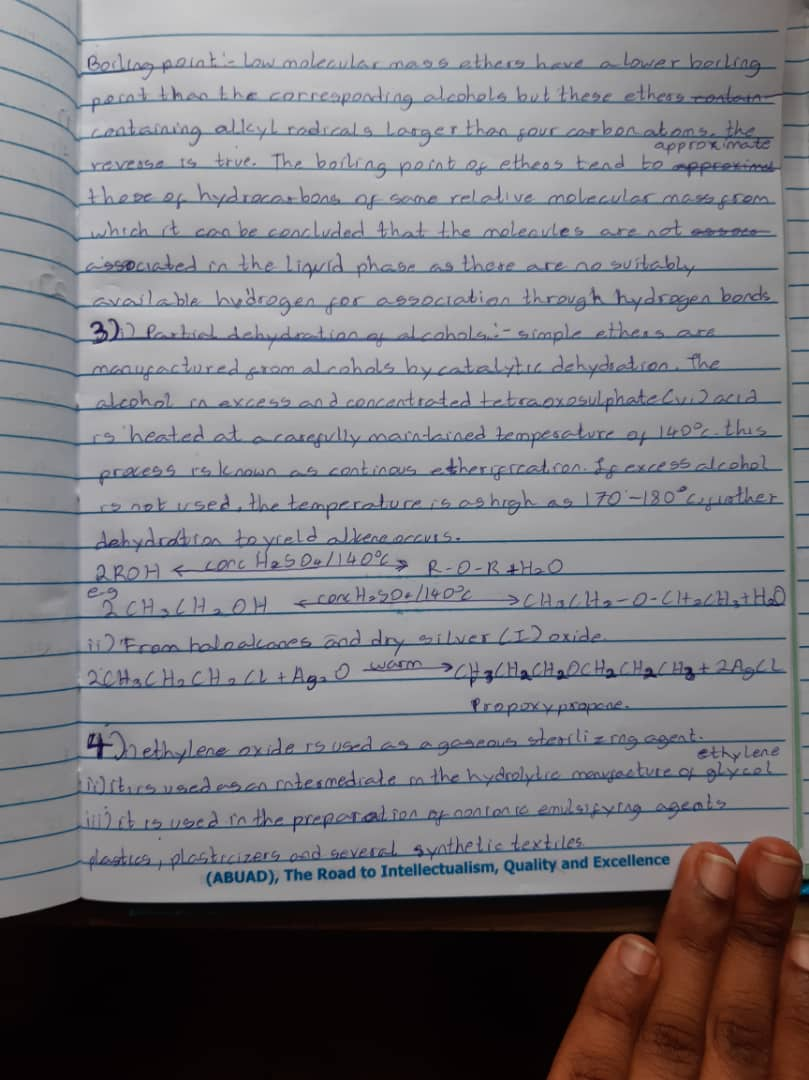 Boiling point:- Low molecular mass ethers have a lower boiling
point than the corresponding alcohols but these ethers contain
containing alkyl radicals larger than four carbon atoms, the
approximate
reverse is true. The boiling point of ethers tend to approximat
those of hydrocarbons of same relative molecular mass from
which it can be concluded that the molecules are not
associated in the liquid phase as there are no suitably
available hydrogen for association through hydrogen bonds
3)i) Partial dehydration of alcohols:- simple ethers are
manufactured from alcohols by catalytic dehydration. The
alcohol in excess and concentrated tetraoxosulphate(vi) acid
is heated at a carefully maintained temperature of 140°c. this
process is known as continous etherification. If excess alcohol
is not used, the temperature is as high as 170-180°c, further
dehydration to yield alkene occurs.
2ROH ← conc H₂SO₄/140°c → R-O-R + H₂O
e.g
2CH₃CH₂OH ← conc H₂SO₄/140°c → CH₃CH₂-O-CH₂CH₃ + H₂O
ii) From haloalcanes and dry silver (I) oxide
2CH₃CH₂CH₂Cl + Ag₂O warm → CH₃CH₂CH₂OCH₂CH₂CH₃ + 2AgCl
Propoxypropane.
4)i) ethylene oxide is used as a gaseous sterilizing agent.
ethylene
ii) it is used as an intermediate in the hydrolytic manufacture of glycol
iii) it is used in the preparation of nonionic emulsifying agents
plastics, plasticizers and several synthetic textiles.
(ABUAD), The Road to Intellectualism, Quality and Excellence